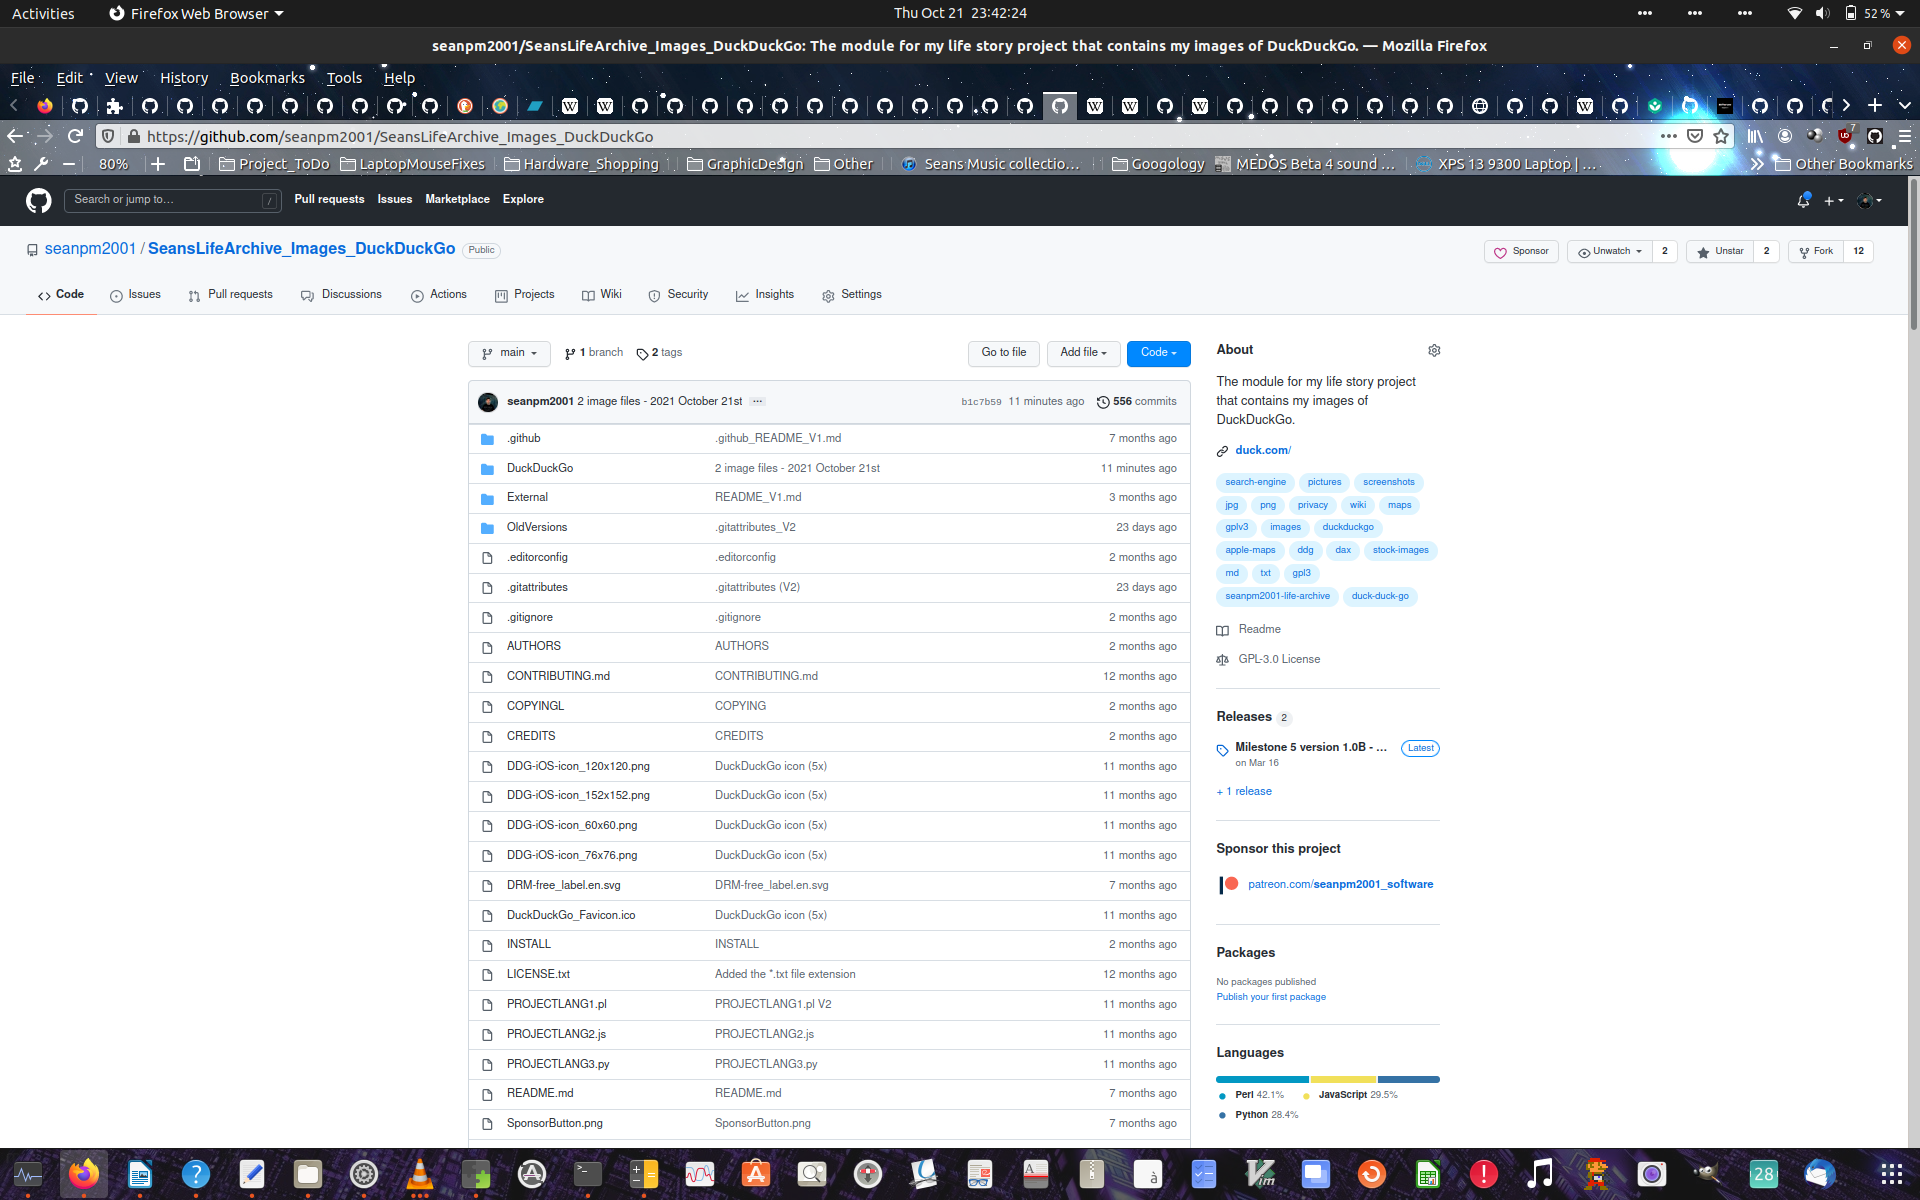 Activities Firefox Web Browser Thu Oct 21 23:42:24 52 %
seanpm2001/SeansLifeArchive_Images_DuckDuckGo: The module for my life story project that contains my images of DuckDuckGo. — Mozilla Firefox
File Edit View History Bookmarks Tools Help
https://github.com/seanpm2001/SeansLifeArchive_Images_DuckDuckGo
80% Project_ToDo LaptopMouseFixes Hardware_Shopping GraphicDesign Other Seans Music collectio… Googology MEDOS Beta 4 sound … XPS 13 9300 Laptop | … Other Bookmarks
Search or jump to… / Pull requests Issues Marketplace Explore
seanpm2001 / SeansLifeArchive_Images_DuckDuckGo Public Sponsor Unwatch 2 Unstar 2 Fork 12
Code Issues Pull requests Discussions Actions Projects Wiki Security Insights Settings
main 1 branch 2 tags Go to file Add file Code
seanpm2001 2 image files - 2021 October 21st ... b1c7b59 11 minutes ago 556 commits
.github .github_README_V1.md 7 months ago
DuckDuckGo 2 image files - 2021 October 21st 11 minutes ago
External README_V1.md 3 months ago
OldVersions .gitattributes_V2 23 days ago
.editorconfig .editorconfig 2 months ago
.gitattributes .gitattributes (V2) 23 days ago
.gitignore .gitignore 2 months ago
AUTHORS AUTHORS 2 months ago
CONTRIBUTING.md CONTRIBUTING.md 12 months ago
COPYINGL COPYING 2 months ago
CREDITS CREDITS 2 months ago
DDG-iOS-icon_120x120.png DuckDuckGo icon (5x) 11 months ago
DDG-iOS-icon_152x152.png DuckDuckGo icon (5x) 11 months ago
DDG-iOS-icon_60x60.png DuckDuckGo icon (5x) 11 months ago
DDG-iOS-icon_76x76.png DuckDuckGo icon (5x) 11 months ago
DRM-free_label.en.svg DRM-free_label.en.svg 7 months ago
DuckDuckGo_Favicon.ico DuckDuckGo icon (5x) 11 months ago
INSTALL INSTALL 2 months ago
LICENSE.txt Added the *.txt file extension 12 months ago
PROJECTLANG1.pl PROJECTLANG1.pl V2 11 months ago
PROJECTLANG2.js PROJECTLANG2.js 11 months ago
PROJECTLANG3.py PROJECTLANG3.py 11 months ago
README.md README.md 7 months ago
SponsorButton.png SponsorButton.png 7 months ago
About
The module for my life story project
that contains my images of
DuckDuckGo.
duck.com/
search-engine pictures screenshots
jpg png privacy wiki maps
gplv3 images duckduckgo
apple-maps ddg dax stock-images
md txt gpl3
seanpm2001-life-archive duck-duck-go
Readme
GPL-3.0 License
Releases 2
Milestone 5 version 1.0B - ... Latest
on Mar 16
+ 1 release
Sponsor this project
patreon.com/seanpm2001_software
Packages
No packages published
Publish your first package
Languages
Perl 42.1% JavaScript 29.5%
Python 28.4%
28